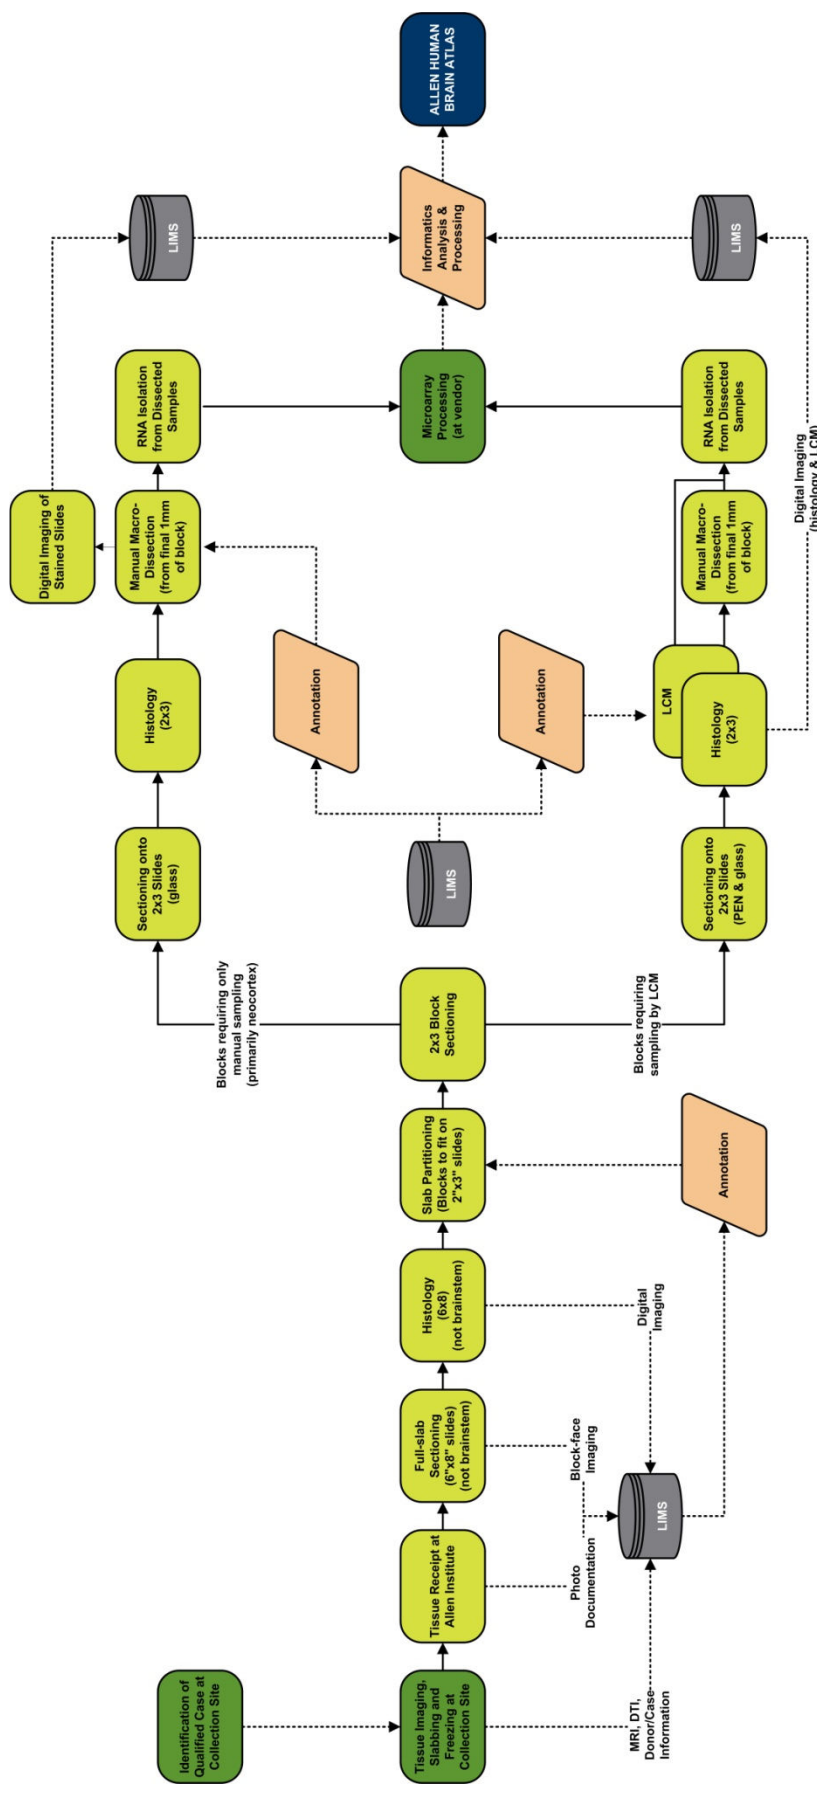 Identification of
Qualified Case at
Collection Site
Tissue Imaging,
Slabbing and
Freezing at
Collection Site
MRI, DTI,
Donor/Case
Information
Tissue Receipt at
Allen Institute
Photo
Documentation
Full-slab
Sectioning
(6"x8" slides)
(not brainstem)
Block-face
Imaging
LIMS
Histology
(6x8)
(not brainstem)
Digital
Imaging
Slab Partitioning
(Blocks to fit on
2"x3" slides)
Annotation
2x3 Block
Sectioning
Blocks requiring only
manual sampling
(primarily neocortex)
Blocks requiring
sampling by LCM
Sectioning onto
2x3 Slides
(glass)
LIMS
Sectioning onto
2x3 Slides
(PEN & glass)
Histology
(2x3)
Annotation
Annotation
LCM
Histology
(2x3)
Digital Imaging of
Stained Slides
Manual Macro-
Dissection
(from final 1mm
of block)
Manual Macro-
Dissection
(from final 1mm
of block)
Digital Imaging
(histology & LCM)
RNA Isolation
from Dissected
Samples
Microarray
Processing
(at vendor)
RNA Isolation
from Dissected
Samples
LIMS
Informatics
Analysis &
Processing
LIMS
ALLEN HUMAN
BRAIN ATLAS